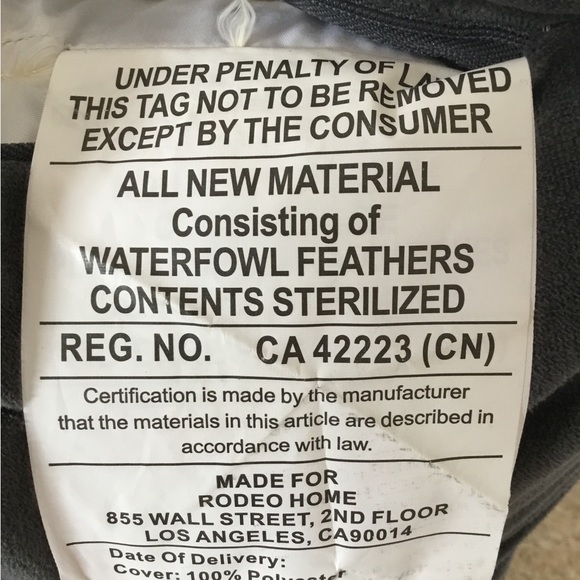 UNDER PENALTY OF LAW
THIS TAG NOT TO BE REMOVED
EXCEPT BY THE CONSUMER
ALL NEW MATERIAL
Consisting of
WATERFOWL FEATHERS
CONTENTS STERILIZED
REG. NO. CA 42223 (CN)
Certification is made by the manufacturer
that the materials in this article are described in
accordance with law.
MADE FOR
RODEO HOME
855 WALL STREET, 2ND FLOOR
LOS ANGELES, CA90014
Date Of Delivery:
Cover: 100% Polyester